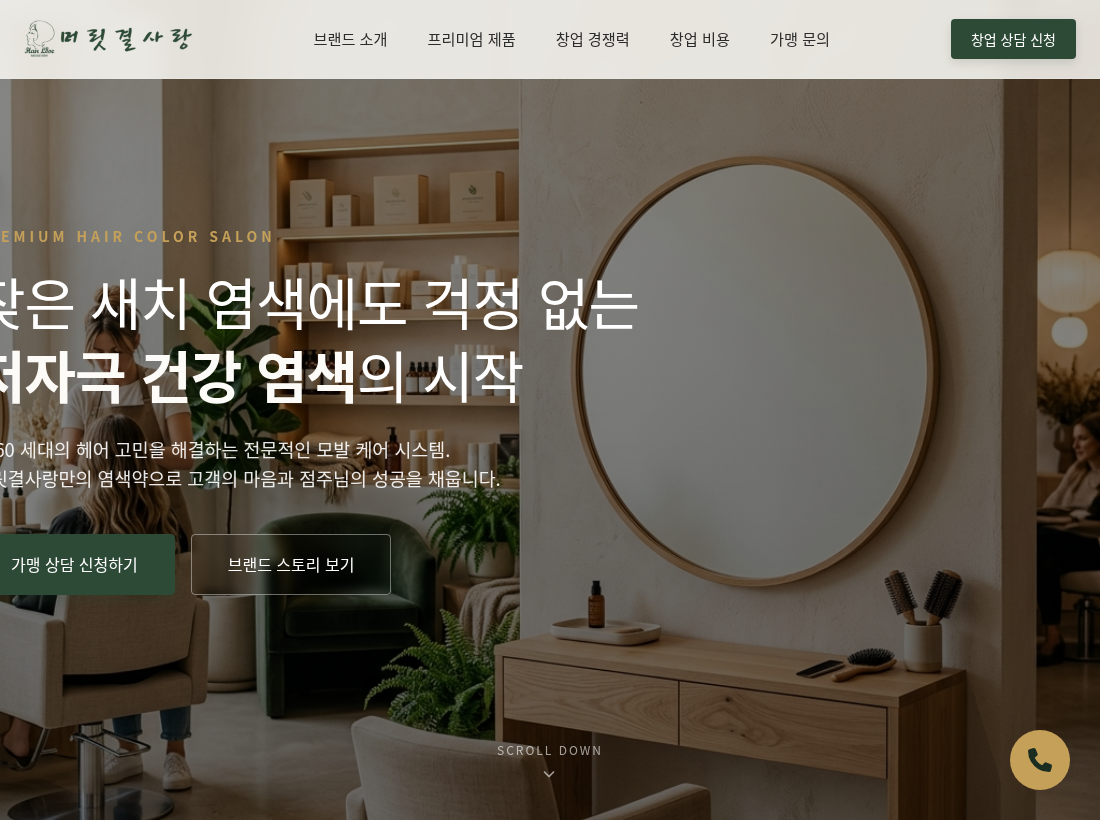 Hair Love
머릿결사랑
브랜드 소개
프리미엄 제품
창업 경쟁력
창업 비용
가맹 문의
창업 상담 신청
EMIUM HAIR COLOR SALON
잦은 새치 염색에도 걱정 없는
저자극 건강 염색의 시작
60 세대의 헤어 고민을 해결하는 전문적인 모발 케어 시스템.
릿결사랑만의 염색약으로 고객의 마음과 점주님의 성공을 채웁니다.
가맹 상담 신청하기
브랜드 스토리 보기
SCROLL DOWN